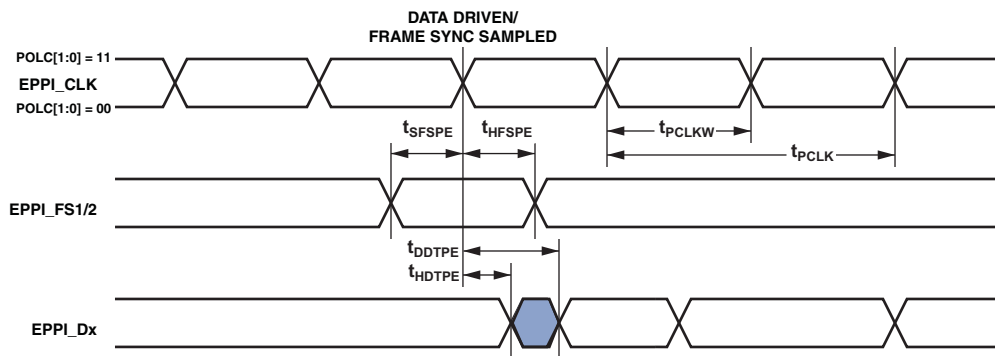 DATA DRIVEN/
FRAME SYNC SAMPLED
POLC[1:0] = 11
EPPI_CLK
POLC[1:0] = 00
tSFSPE
tHFSPE
tPCLKW
tPCLK
EPPI_FS1/2
tDDTPE
tHDTPE
EPPI_Dx